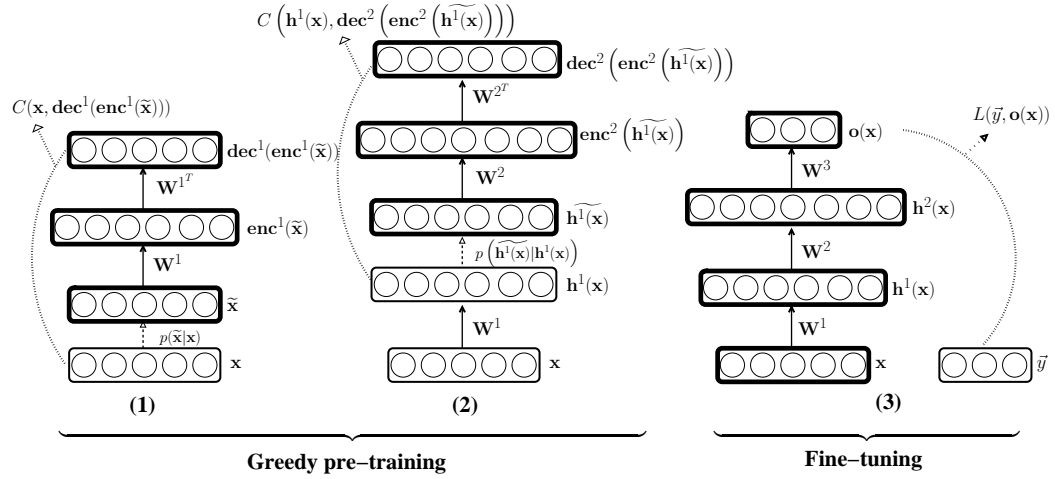 C(x, dec¹(enc¹(x̃)))
dec¹(enc¹(x̃))
W¹ᵀ
enc¹(x̃)
W¹
x̃
p(x̃|x)
x
(1)
C(h¹(x), dec²(enc²(h͠¹(x))))
dec²(enc²(h͠¹(x)))
W²ᵀ
enc²(h͠¹(x))
W²
h͠¹(x)
p(h͠¹(x)|h¹(x))
h¹(x)
W¹
x
(2)
Greedy pre−training
L(y⃗, o(x))
o(x)
W³
h²(x)
W²
h¹(x)
W¹
x
y⃗
(3)
Fine−tuning